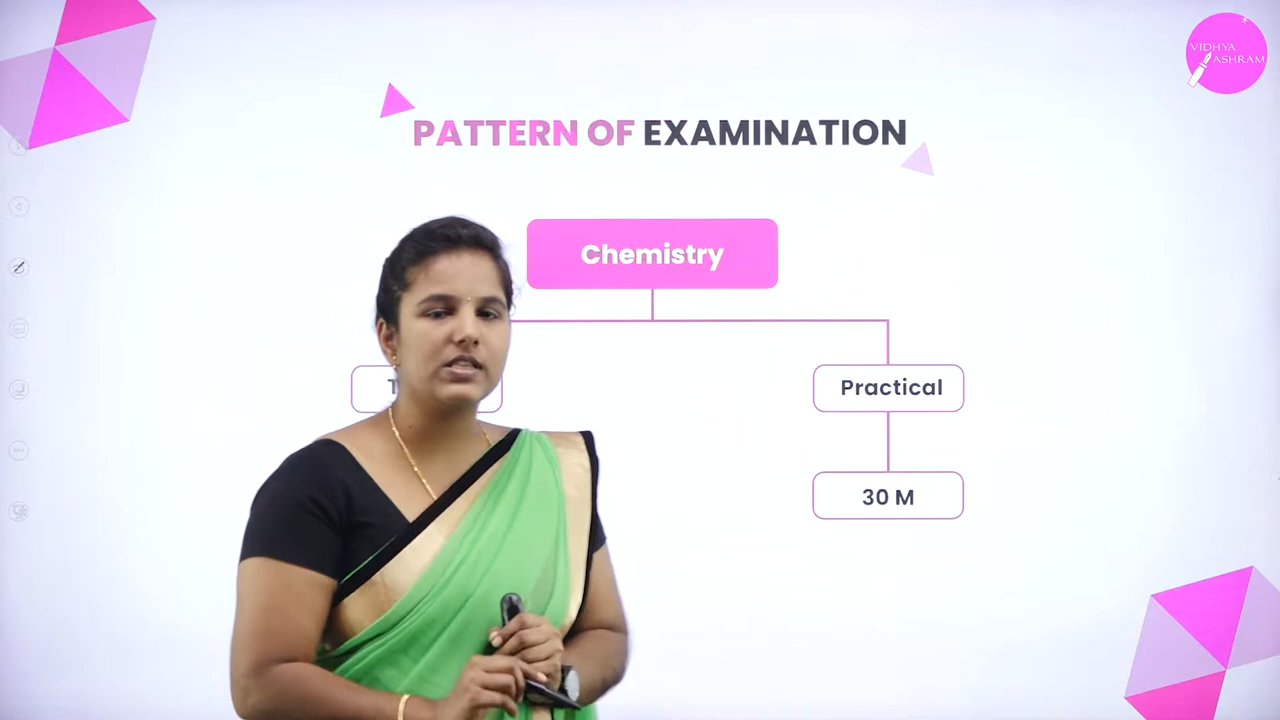 VIDHYA
ASHRAM
PATTERN OF EXAMINATION
Chemistry
Practical
30 M